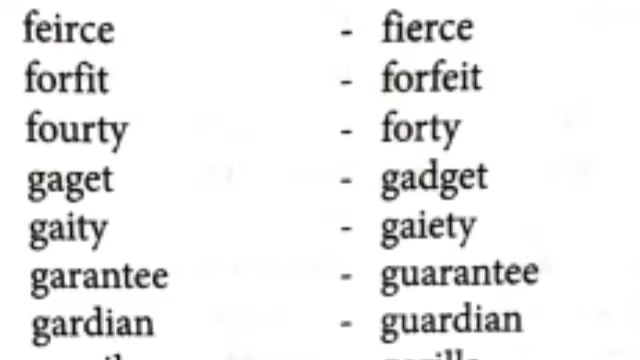 feirce - fierce
forfit - forfeit
fourty - forty
gaget - gadget
gaity - gaiety
garantee - guarantee
gardian - guardian